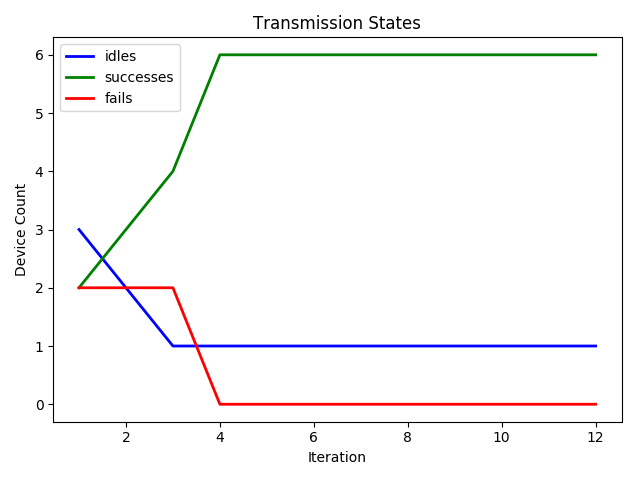 Transmission States
idles
successes
fails
Device Count
6
5
4
3
2
1
0
2 4 6 8 10 12
Iteration